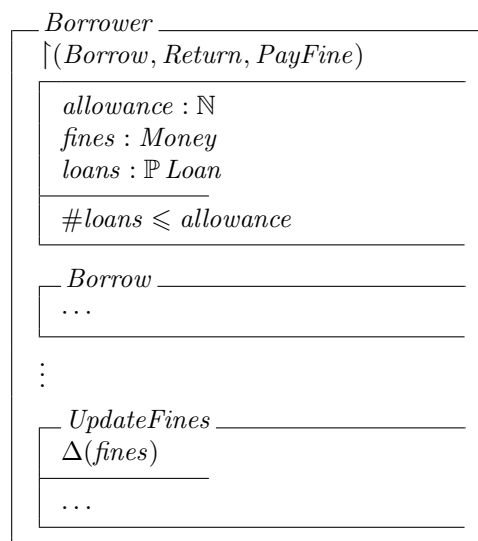 Borrower
↾(Borrow, Return, PayFine)
allowance : ℕ
fines : Money
loans : ℙ Loan
#loans ⩽ allowance
Borrow
...
⋮
UpdateFines
Δ(fines)
...